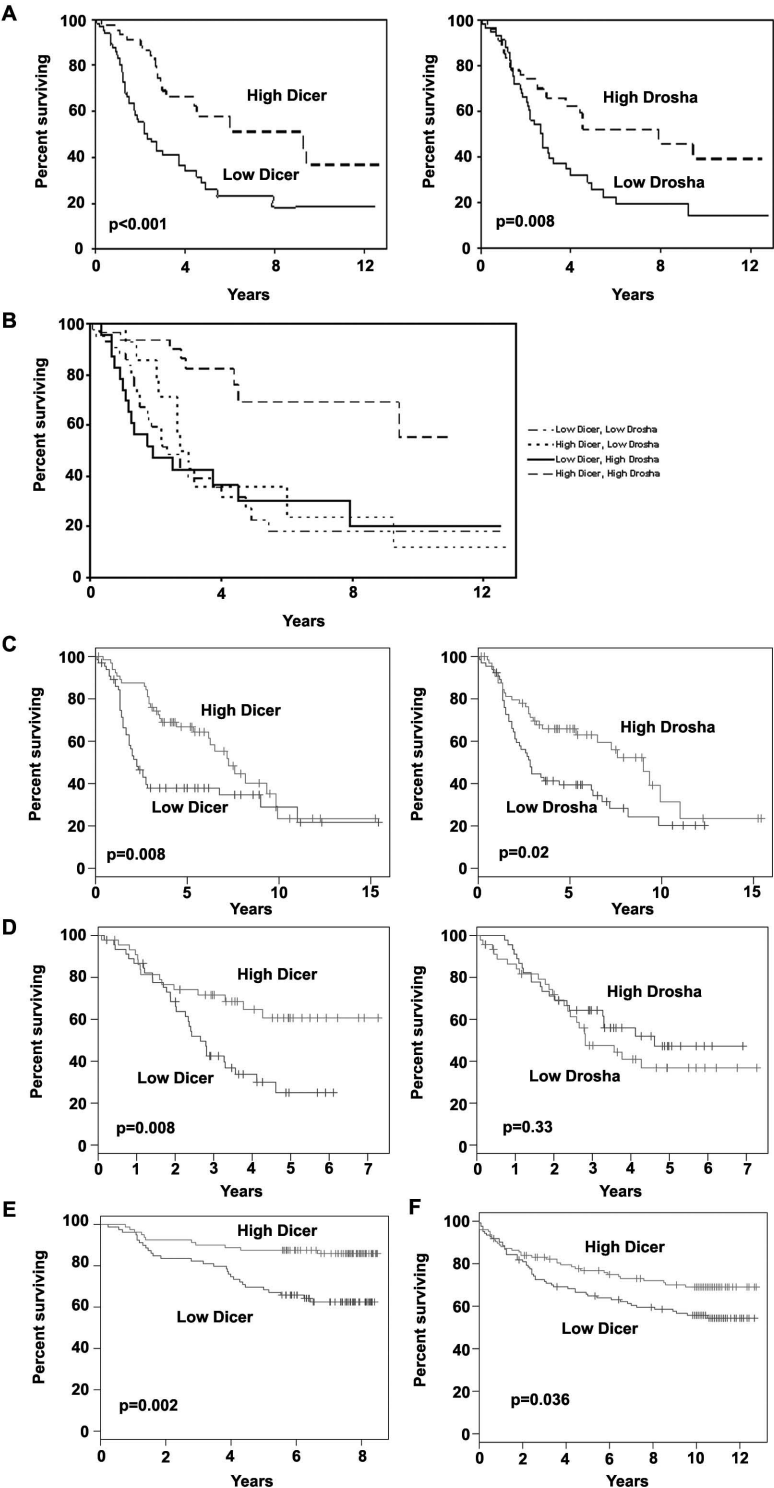 A
100
80
60
40
20
0
Percent surviving
High Dicer
Low Dicer
p<0.001
0 4 8 12
Years
100
80
60
40
20
0
Percent surviving
High Drosha
Low Drosha
p=0.008
0 4 8 12
Years
B
100
80
60
40
20
0
Percent surviving
Low Dicer, Low Drosha
High Dicer, Low Drosha
Low Dicer, High Drosha
High Dicer, High Drosha
0 4 8 12
Years
C
100
80
60
40
20
0
Percent surviving
High Dicer
Low Dicer
p=0.008
0 5 10 15
Years
100
80
60
40
20
0
Percent surviving
High Drosha
Low Drosha
p=0.02
0 5 10 15
Years
D
100
80
60
40
20
0
Percent surviving
High Dicer
Low Dicer
p=0.008
0 1 2 3 4 5 6 7
Years
100
80
60
40
20
0
Percent surviving
High Drosha
Low Drosha
p=0.33
0 1 2 3 4 5 6 7
Years
E
100
80
60
40
20
0
Percent surviving
High Dicer
Low Dicer
p=0.002
0 2 4 6 8
Years
F
100
80
60
40
20
0
Percent surviving
High Dicer
Low Dicer
p=0.036
0 2 4 6 8 10 12
Years